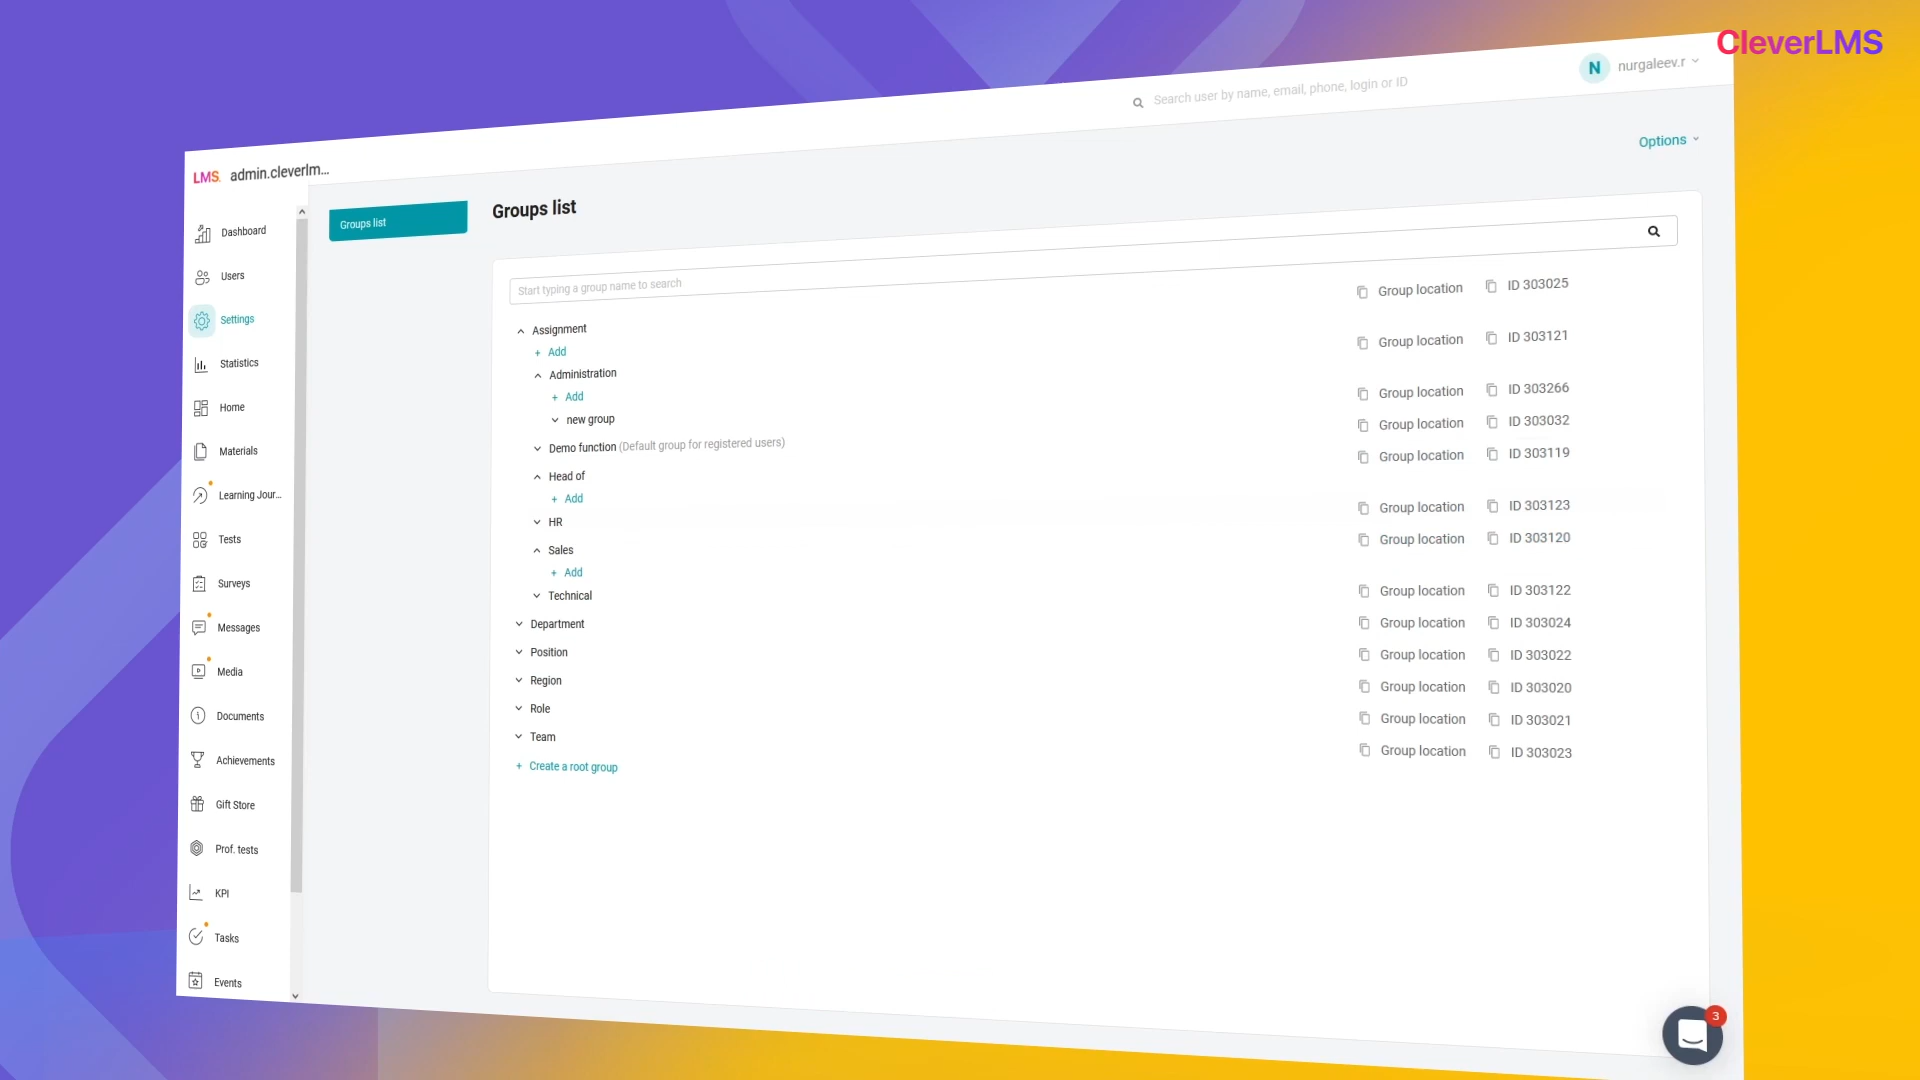 CleverLMS
N nurgaleev.r
Search user by name, email, phone, login or ID
Options
LMS admin.cleverlm...
Dashboard
Users
Settings
Statistics
Home
Materials
Learning Jour...
Tests
Surveys
Messages
Media
Documents
Achievements
Gift Store
Prof. tests
KPI
Tasks
Events
Groups list
Groups list
Start typing a group name to search
Assignment
Group location ID 303025
+ Add
Administration
Group location ID 303121
+ Add
new group
Group location ID 303266
Demo function (Default group for registered users)
Group location ID 303032
Head of
Group location ID 303119
+ Add
HR
Group location ID 303123
Sales
Group location ID 303120
+ Add
Technical
Group location ID 303122
Department
Group location ID 303024
Position
Group location ID 303022
Region
Group location ID 303020
Role
Group location ID 303021
Team
Group location ID 303023
+ Create a root group
3